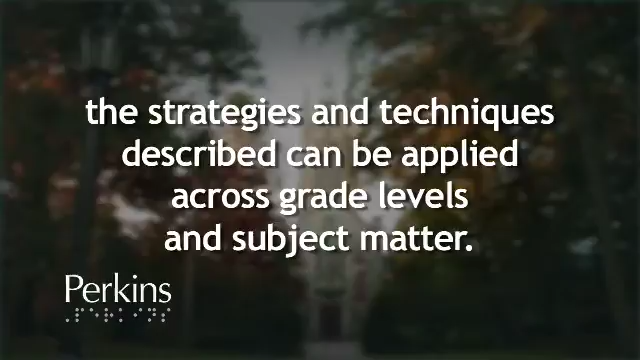 the strategies and techniques
described can be applied
across grade levels
and subject matter.
Perkins
⠠⠏⠑⠗⠅⠊⠝⠎